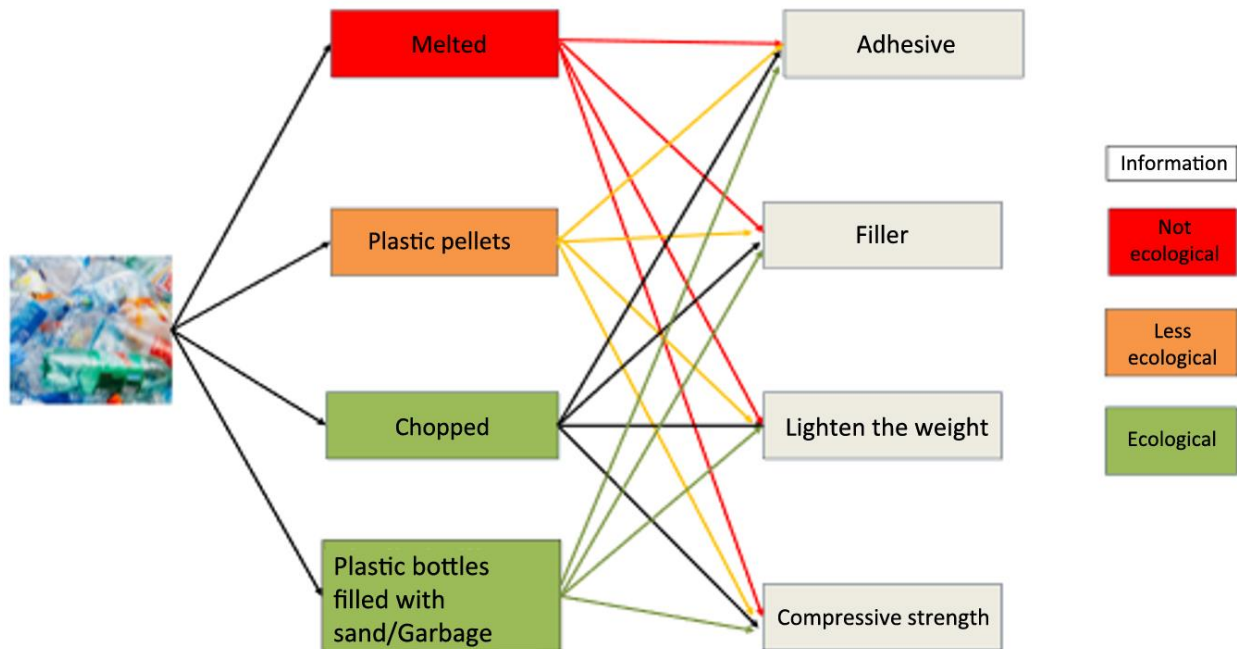 Melted
Adhesive
Information
Plastic pellets
Filler
Not
ecological
Less
ecological
Chopped
Lighten the weight
Ecological
Plastic bottles
filled with
sand/Garbage
Compressive strength